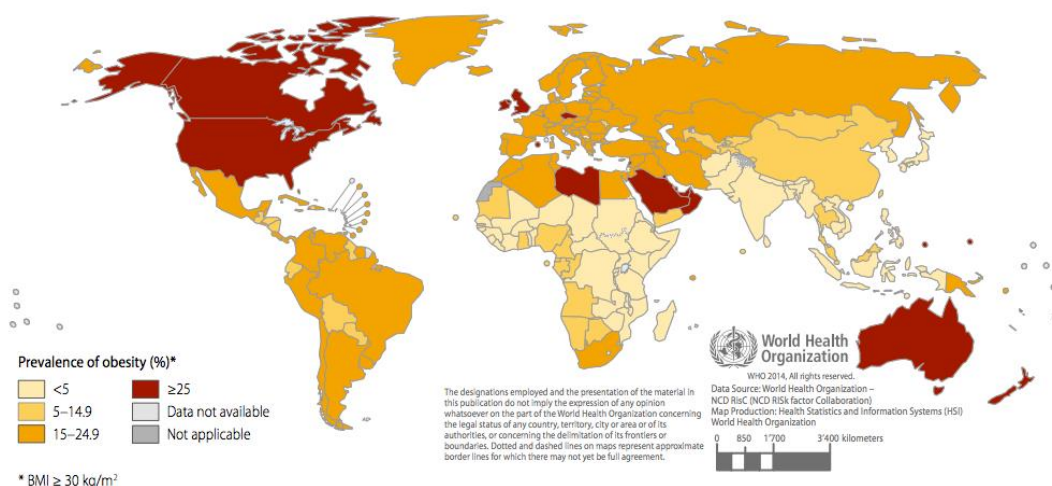 Prevalence of obesity (%)*
<5
5–14.9
15–24.9
≥25
Data not available
Not applicable
* BMI ≥ 30 kg/m²
The designations employed and the presentation of the material in
this publication do not imply the expression of any opinion
whatsoever on the part of the World Health Organization concerning
the legal status of any country, territory, city or area or of its
authorities, or concerning the delimitation of its frontiers or
boundaries. Dotted and dashed lines on maps represent approximate
border lines for which there may not yet be full agreement.
World Health
Organization
WHO 2014, All rights reserved.
Data Source: World Health Organization –
NCD RisC (NCD RISk factor Collaboration)
Map Production: Health Statistics and Information Systems (HSI)
World Health Organization
0 850 1'700 3'400 kilometers